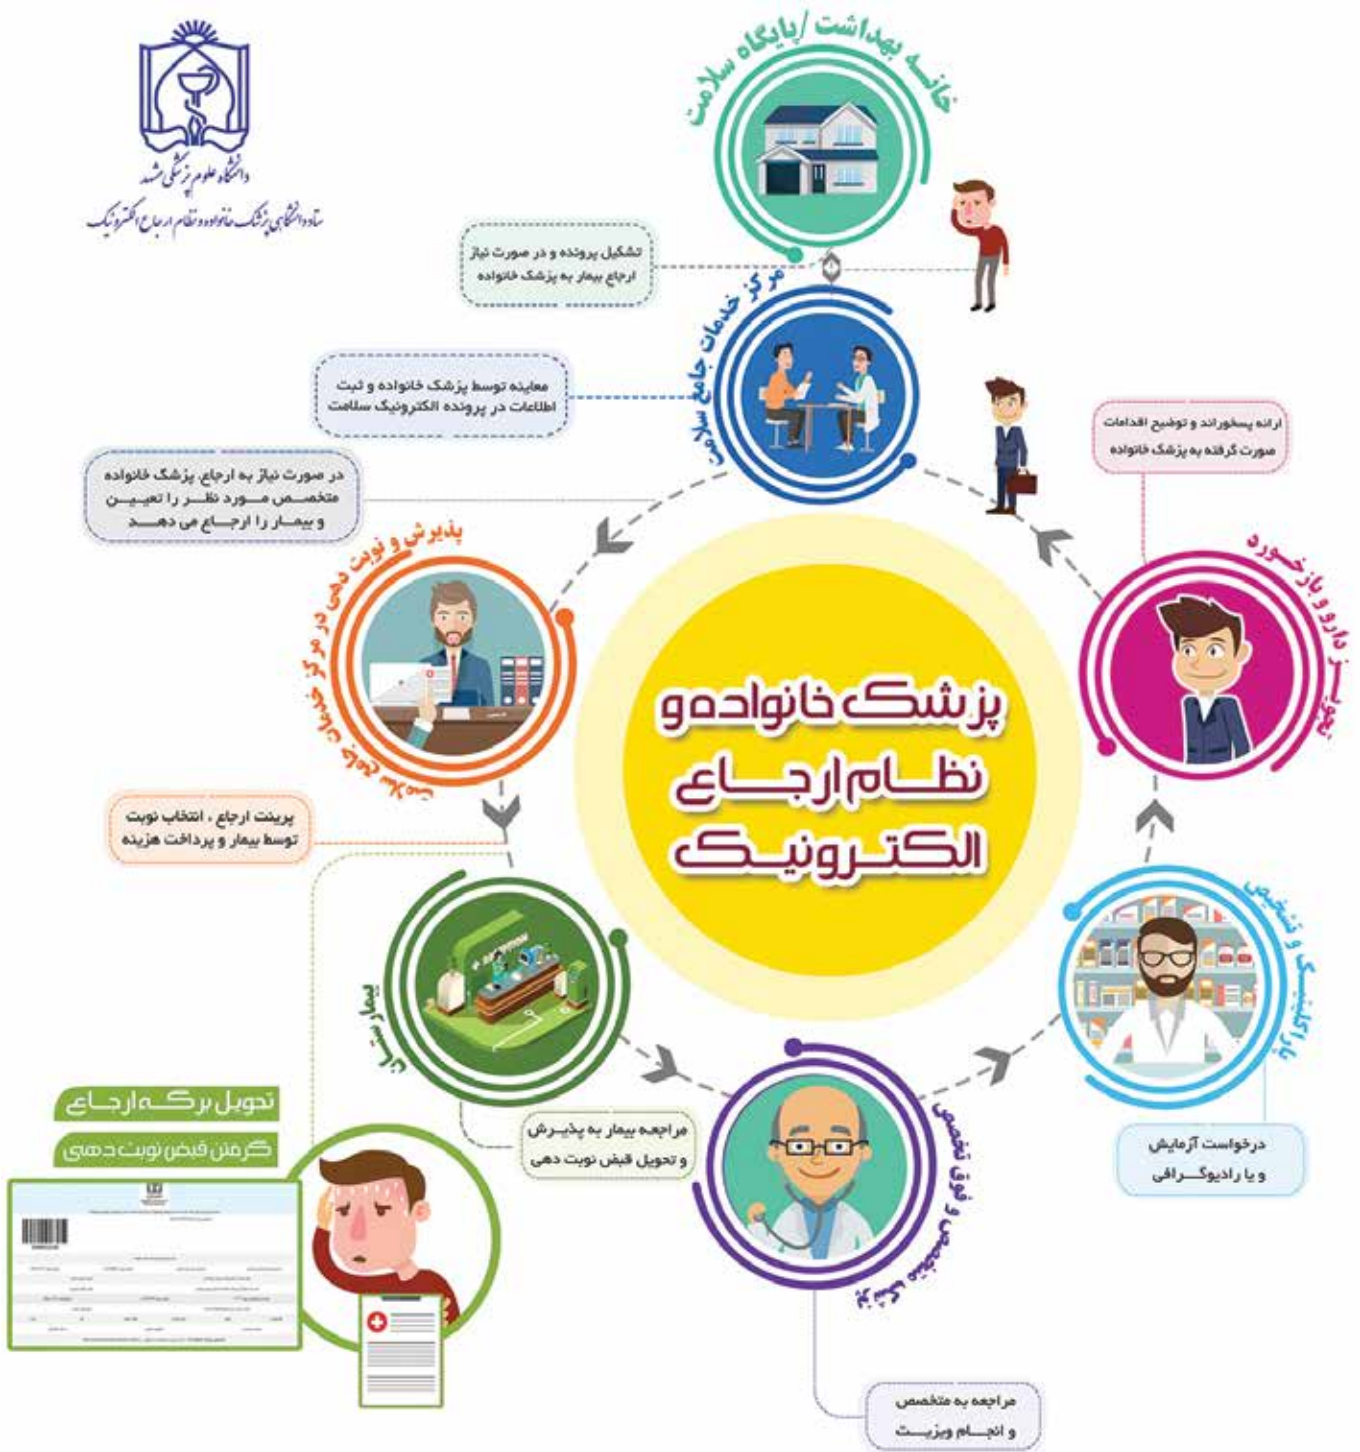 دانشگاه علوم پزشکی مشهد
ستاد دانشگاهی پزشک خانواده و نظام ارجاع الکترونیک
خانه بهداشت / پایگاه سلامت
تشکیل پرونده و در صورت نیاز
ارجاع بیمار به پزشک خانواده
مرکز خدمات جامع سلامت
معاینه توسط پزشک خانواده و ثبت
اطلاعات در پرونده الکترونیک سلامت
در صورت نیاز به ارجاع، پزشک خانواده
متخصص مورد نظر را تعیین
و بیمار را ارجاع می دهد
پذیرش و نوبت دهی در مرکز خدمات جامع سلامت
پرینت ارجاع ، انتخاب نوبت
توسط بیمار و پرداخت هزینه
بیمارستان
مراجعه بیمار به پذیرش
و تحویل قبض نوبت دهی
پزشک متخصص و فوق تخصص
مراجعه به متخصص
و انجام ویزیت
پاراکلینیک و تشخیص
درخواست آزمایش
و یا رادیوگرافی
تجویز دارو و بازخورد
ارائه پسخوراند و توضیح اقدامات
صورت گرفته به پزشک خانواده
پزشک خانواده و
نظام ارجاع
الکترونیک
تحویل برگه ارجاع
گرفتن قبض نوبت دهی